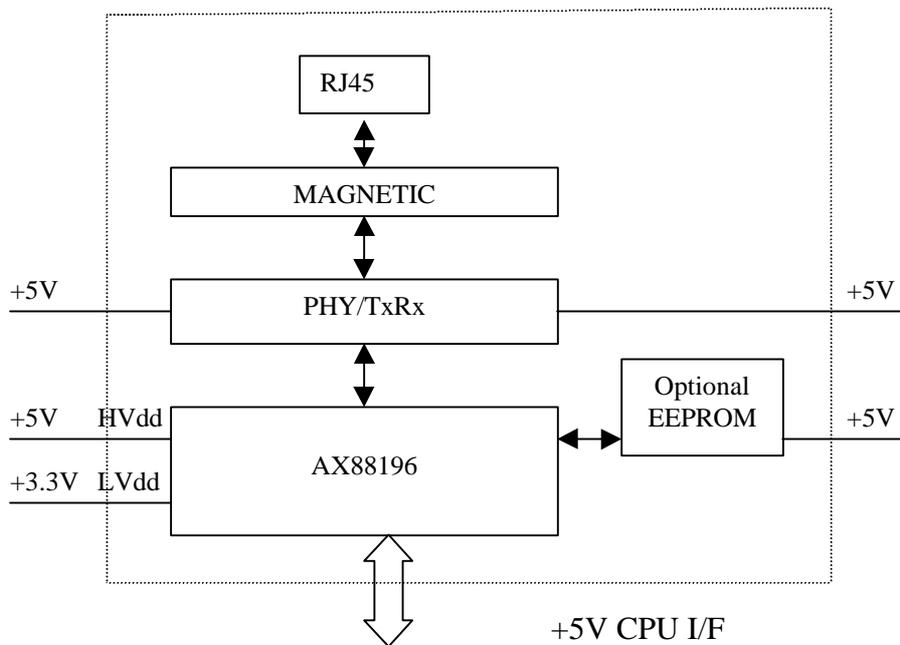 RJ45
MAGNETIC
+5V
PHY/TxRx
+5V
Optional
EEPROM
+5V HVdd
+5V
AX88196
+3.3V LVdd
+5V CPU I/F